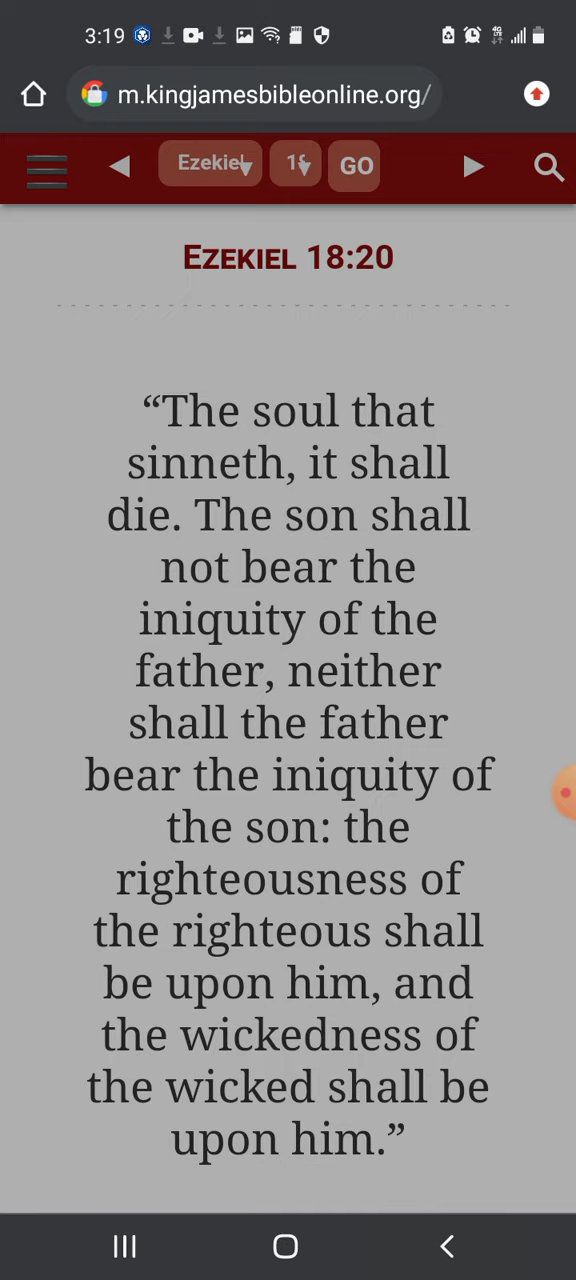 3:19
m.kingjamesbibleonline.org/
Ezekiel
GO
EZEKIEL 18:20
“The soul that
sinneth, it shall
die. The son shall
not bear the
iniquity of the
father, neither
shall the father
bear the iniquity of
the son: the
righteousness of
the righteous shall
be upon him, and
the wickedness of
the wicked shall be
upon him.”